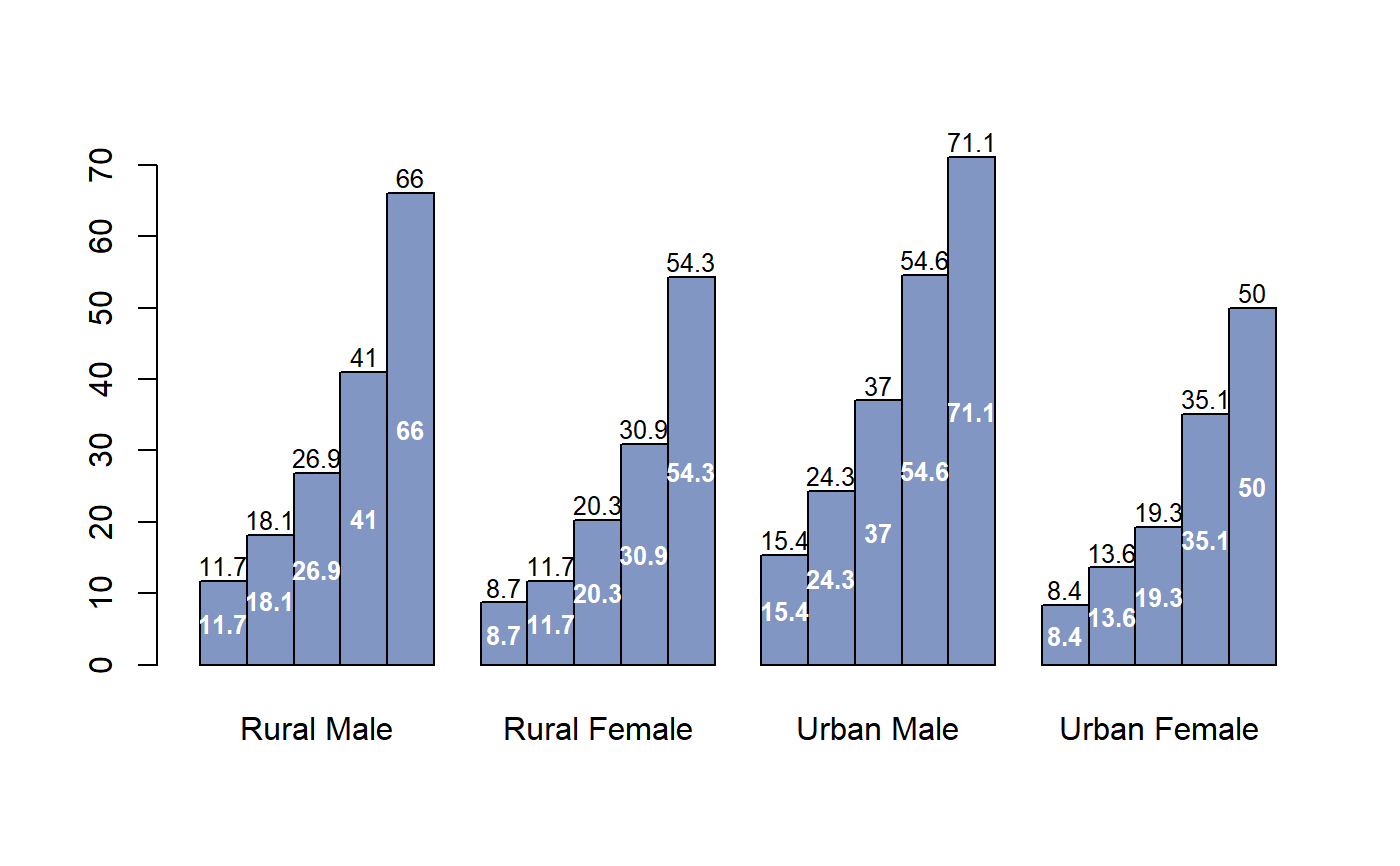 70
60
50
40
30
20
10
0
11.7 18.1 26.9 41 66
11.7 18.1 26.9 41 66
Rural Male
8.7 11.7 20.3 30.9 54.3
8.7 11.7 20.3 30.9 54.3
Rural Female
15.4 24.3 37 54.6 71.1
15.4 24.3 37 54.6 71.1
Urban Male
8.4 13.6 19.3 35.1 50
8.4 13.6 19.3 35.1 50
Urban Female